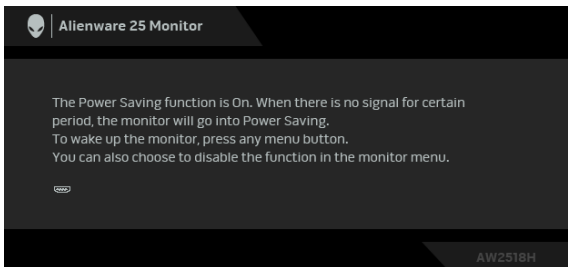 Alienware 25 Monitor
The Power Saving function is On. When there is no signal for certain
period, the monitor will go into Power Saving.
To wake up the monitor, press any menu button.
You can also choose to disable the function in the monitor menu.
AW2518H